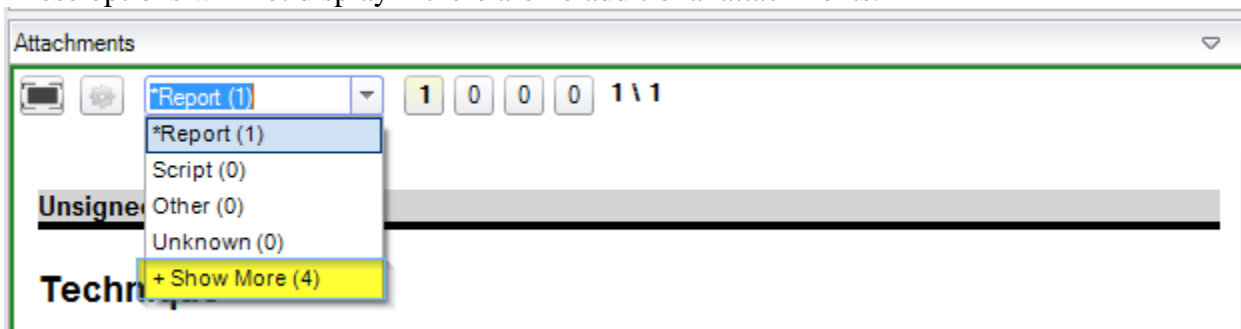 Attachments
*Report (1) 1 0 0 0 1 \ 1
*Report (1)
Script (0)
Other (0)
Unknown (0)
+ Show More (4)